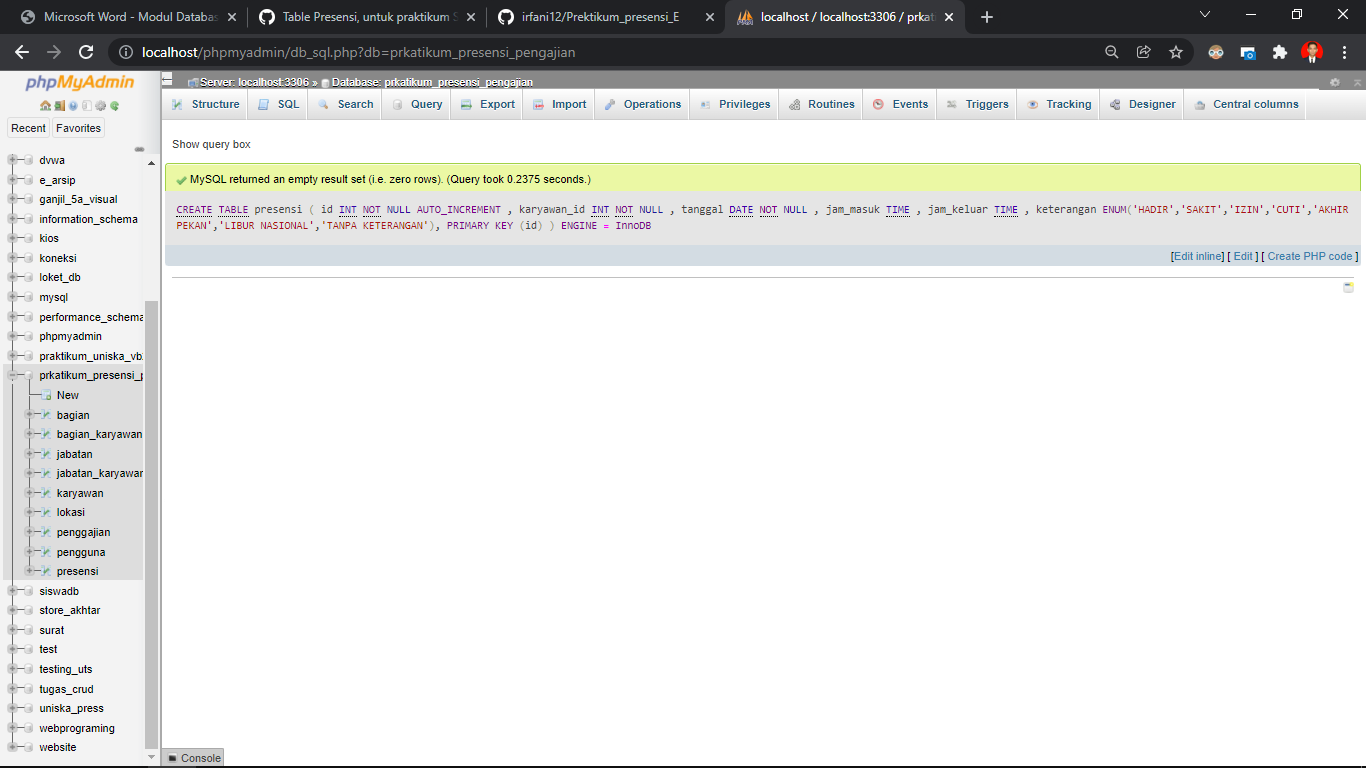 Microsoft Word - Modul Databas
Table Presensi, untuk praktikum S
irfani12/Prektikum_presensi_E
localhost / localhost:3306 / prkati
localhost/phpmyadmin/db_sql.php?db=prkatikum_presensi_pengajian
phpMyAdmin
Recent
Favorites
dvwa
e_arsip
ganjil_5a_visual
information_schema
kios
koneksi
loket_db
mysql
performance_schema
phpmyadmin
praktikum_uniska_vb
prkatikum_presensi_p
New
bagian
bagian_karyawan
jabatan
jabatan_karyawan
karyawan
lokasi
penggajian
pengguna
presensi
siswadb
store_akhtar
surat
test
testing_uts
tugas_crud
uniska_press
webprograming
website
Server: localhost:3306 » Database: prkatikum_presensi_pengajian
Structure
SQL
Search
Query
Export
Import
Operations
Privileges
Routines
Events
Triggers
Tracking
Designer
Central columns
Show query box
MySQL returned an empty result set (i.e. zero rows). (Query took 0.2375 seconds.)
CREATE TABLE presensi ( id INT NOT NULL AUTO_INCREMENT , karyawan_id INT NOT NULL , tanggal DATE NOT NULL , jam_masuk TIME , jam_keluar TIME , keterangan ENUM('HADIR','SAKIT','IZIN','CUTI','AKHIR
PEKAN','LIBUR NASIONAL','TANPA KETERANGAN'), PRIMARY KEY (id) ) ENGINE = InnoDB
[Edit inline] [ Edit ] [ Create PHP code ]
Console